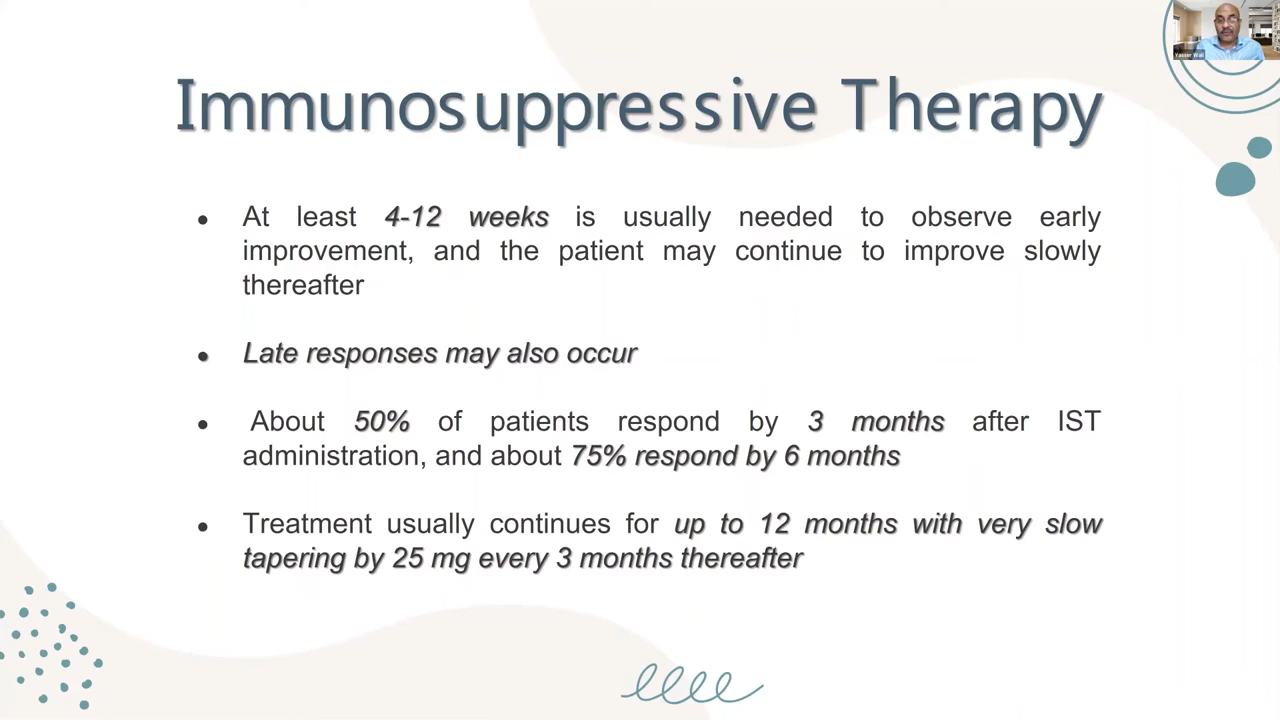 Yasser Wali
Immunosuppressive Therapy
• At least 4-12 weeks is usually needed to observe early
improvement, and the patient may continue to improve slowly
thereafter
• Late responses may also occur
• About 50% of patients respond by 3 months after IST
administration, and about 75% respond by 6 months
• Treatment usually continues for up to 12 months with very slow
tapering by 25 mg every 3 months thereafter